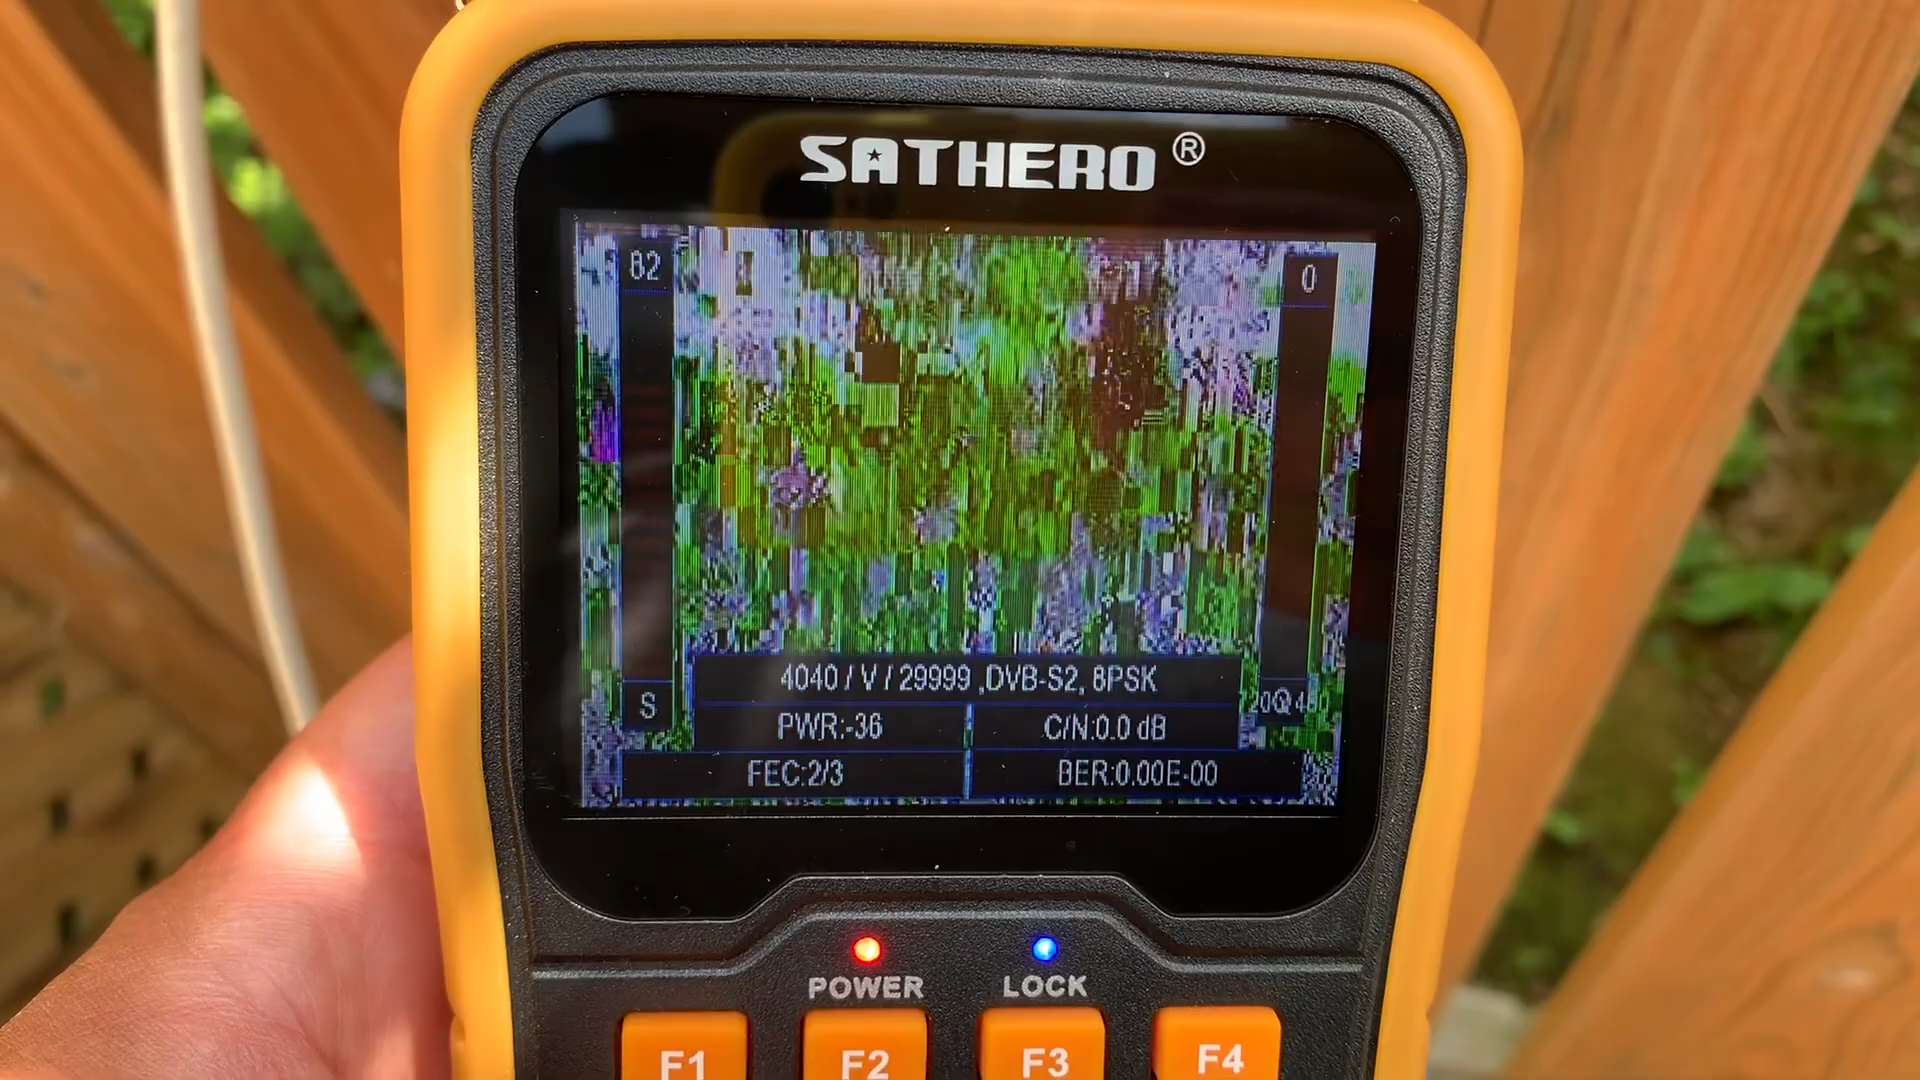 SATHERO ®
82
0
4040 / V / 29999 ,DVB-S2, 8PSK
S
PWR:-36
C/N:0.0 dB
FEC:2/3
BER:0.00E-00
POWER
LOCK
F1
F2
F3
F4